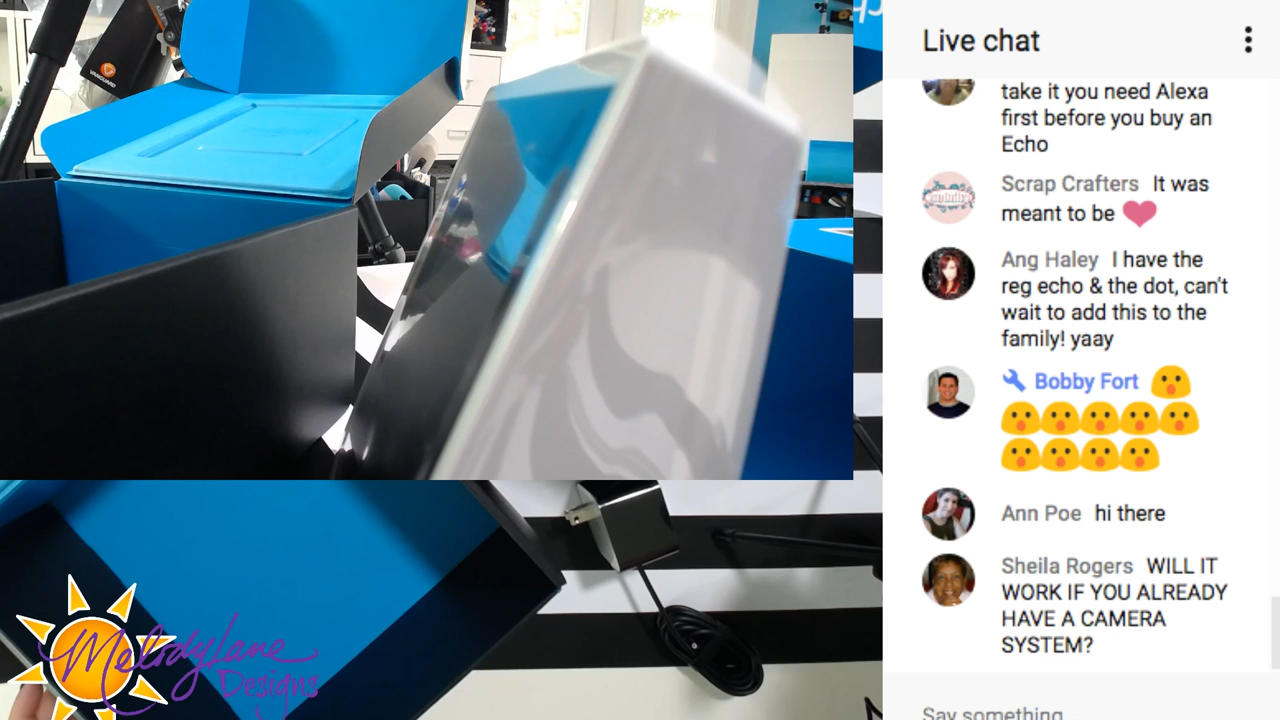 VANGUARD
MelodyLane
Designs
Live chat
take it you need Alexa
first before you buy an
Echo
Scrap Crafters It was
meant to be ❤
Ang Haley I have the
reg echo & the dot, can't
wait to add this to the
family! yaay
Bobby Fort 😮
😮😮😮😮😮
😮😮😮😮
Ann Poe hi there
Sheila Rogers WILL IT
WORK IF YOU ALREADY
HAVE A CAMERA
SYSTEM?
Say something